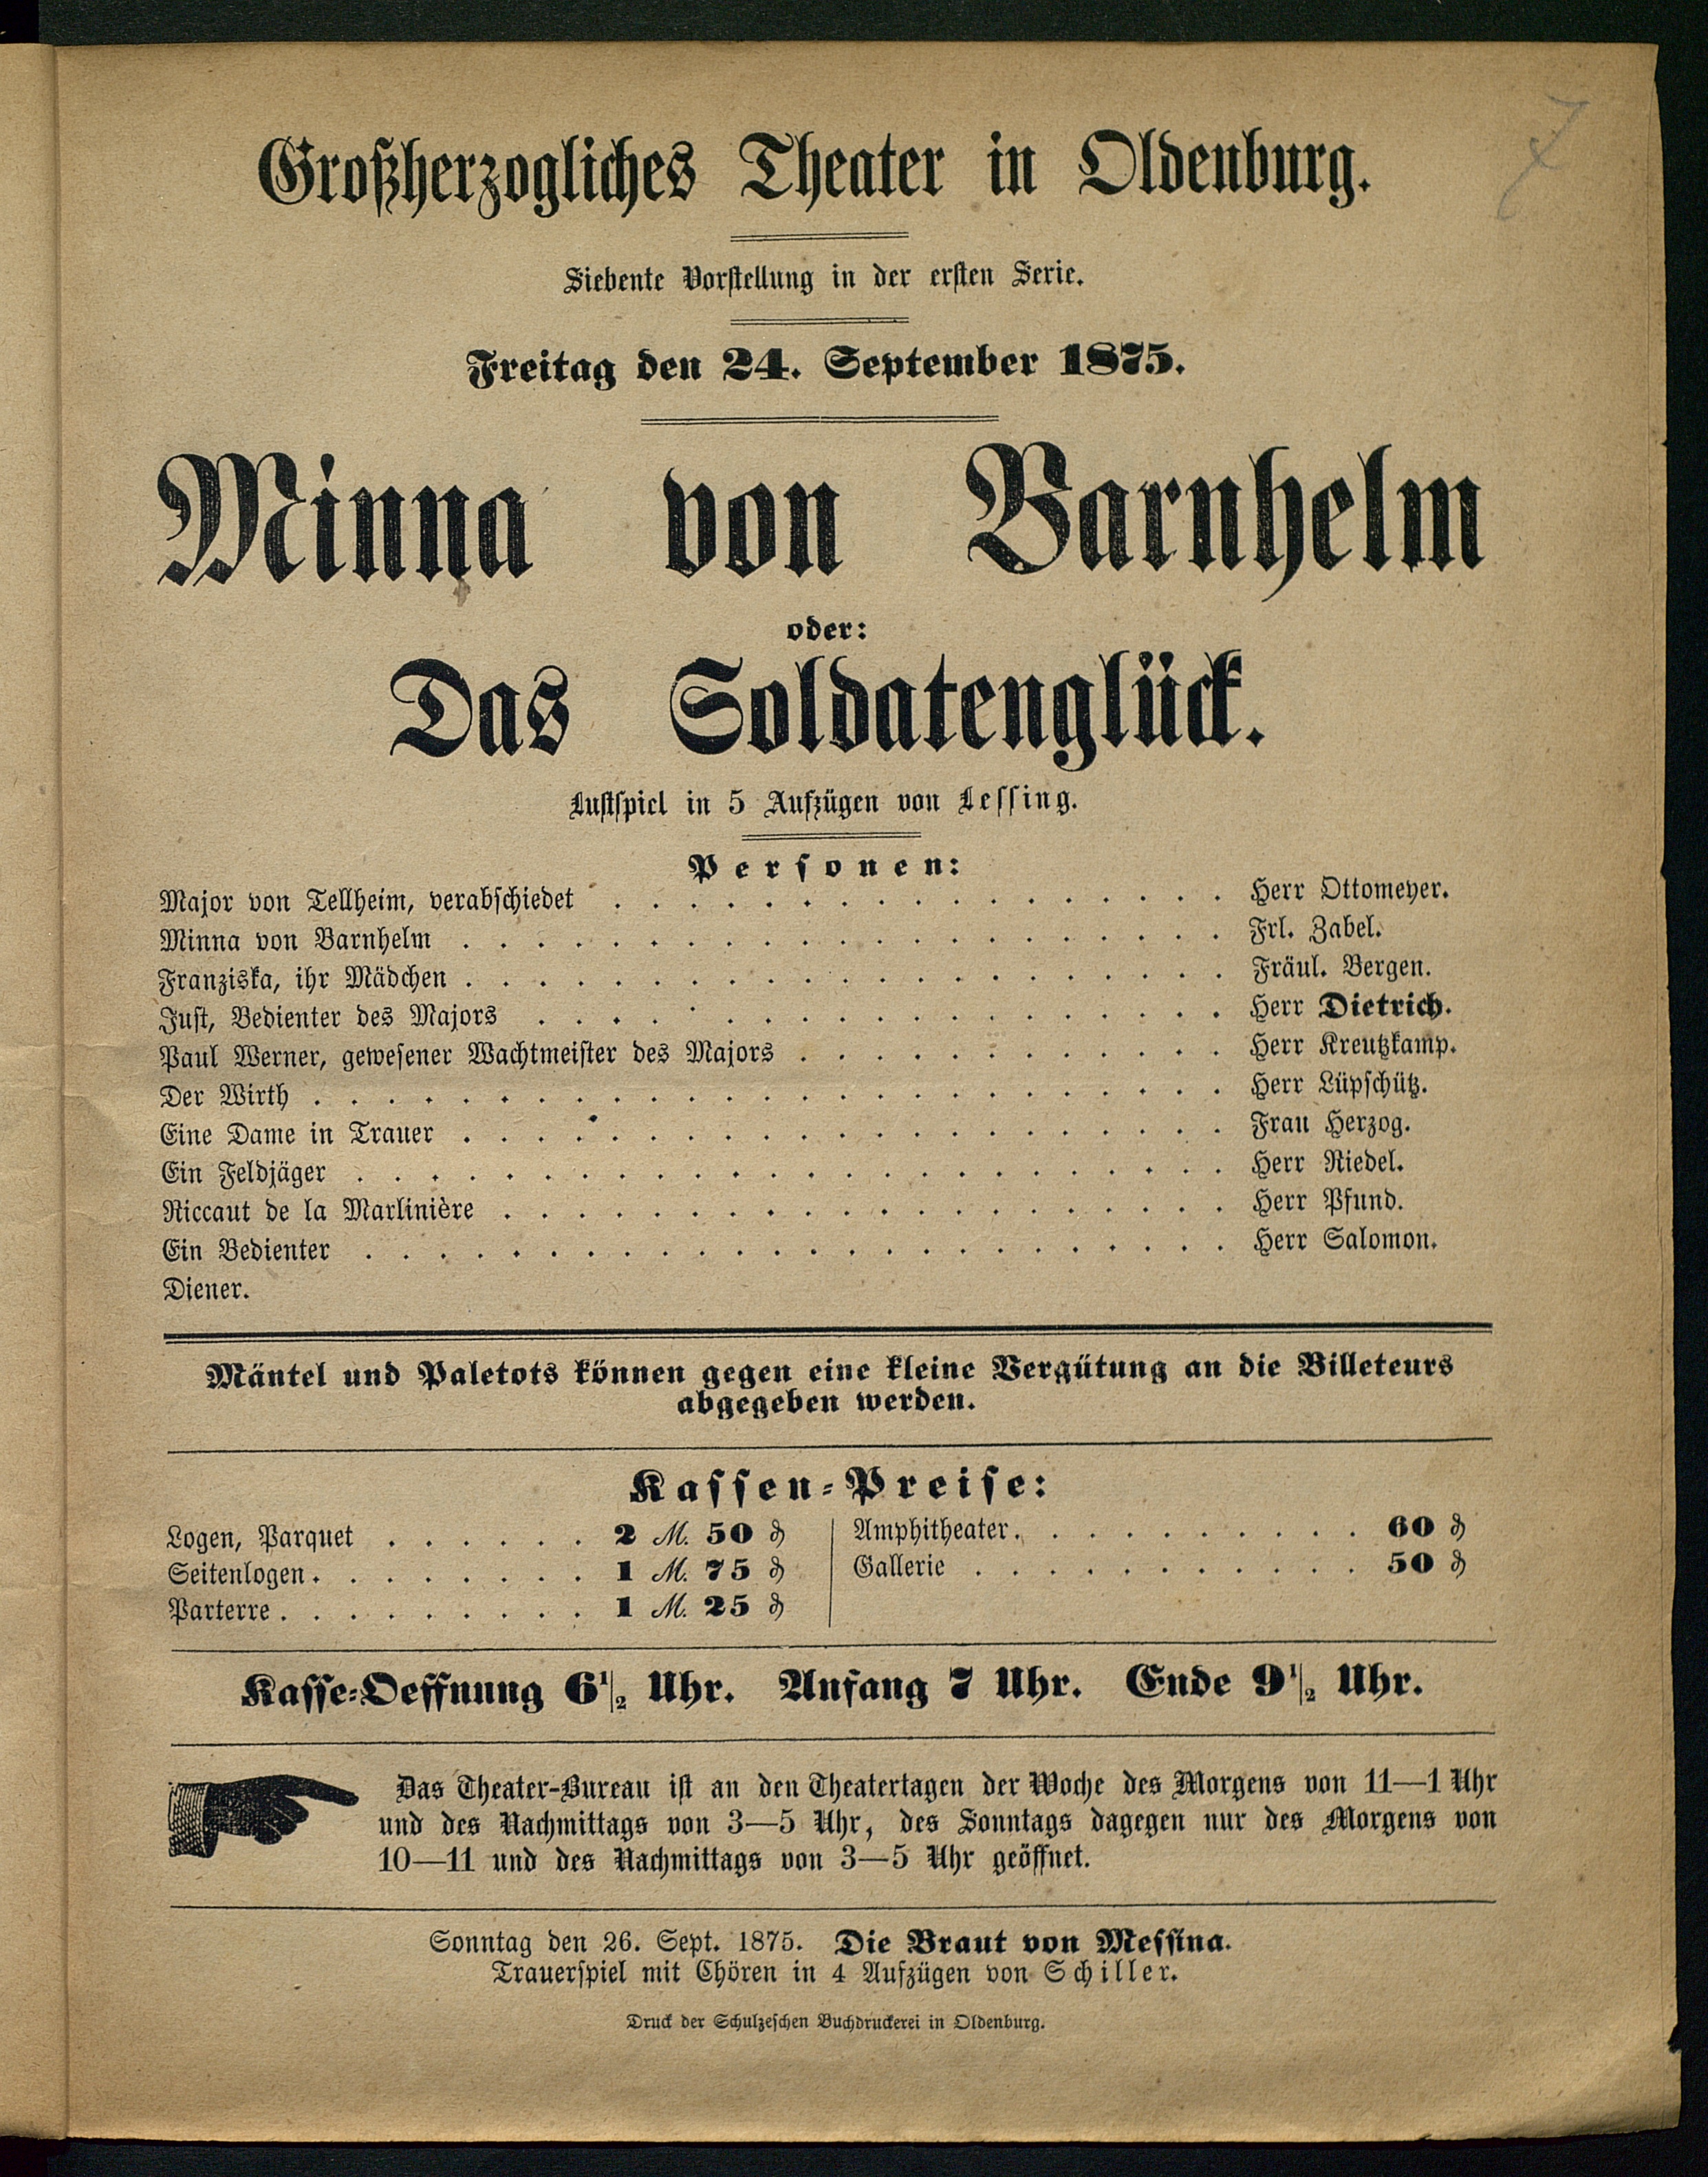 7
Großherzogliches Theater in Oldenburg.
Siebente Vorstellung in der ersten Serie.
Freitag den 24. September 1875.
Minna von Barnhelm
oder:
Das Soldatenglück.
Lustspiel in 5 Aufzügen von Lessing.
Personen:
Major von Tellheim, verabschiedet . . . . . . . . . . . . . . . . . Herr Ottomeyer.
Minna von Barnhelm . . . . . . . . . . . . . . . . . . . . . Frl. Zabel.
Franziska, ihr Mädchen . . . . . . . . . . . . . . . . . . . . . Fräul. Bergen.
Just, Bedienter des Majors . . . . . . . . . . . . . . . . . . . Herr Dietrich.
Paul Werner, gewesener Wachtmeister des Majors . . . . . . . . . . . . Herr Kreutzkamp.
Der Wirth . . . . . . . . . . . . . . . . . . . . . . . . . Herr Lüpschütz.
Eine Dame in Trauer . . . . . . . . . . . . . . . . . . . . . Frau Herzog.
Ein Feldjäger . . . . . . . . . . . . . . . . . . . . . . . . Herr Riedel.
Riccaut de la Marlinière . . . . . . . . . . . . . . . . . . . . Herr Pfund.
Ein Bedienter . . . . . . . . . . . . . . . . . . . . . . . . Herr Salomon.
Diener.
Mäntel und Paletots können gegen eine kleine Vergütung an die Billeteurs
abgegeben werden.
Kassen-Preise:
Logen, Parquet . . . . . . 2 M. 50 ₰
Seitenlogen . . . . . . . . 1 M. 75 ₰
Parterre . . . . . . . . . 1 M. 25 ₰
Amphitheater . . . . . . . . . . 60 ₰
Gallerie . . . . . . . . . . . 50 ₰
Kasse-Oeffnung 6½ Uhr. Anfang 7 Uhr. Ende 9½ Uhr.
Das Theater-Bureau ist an den Theatertagen der Woche des Morgens von 11—1 Uhr
und des Nachmittags von 3—5 Uhr, des Sonntags dagegen nur des Morgens von
10—11 und des Nachmittags von 3—5 Uhr geöffnet.
Sonntag den 26. Sept. 1875. Die Braut von Messina.
Trauerspiel mit Chören in 4 Aufzügen von Schiller.
Druck der Schulzeschen Buchdruckerei in Oldenburg.